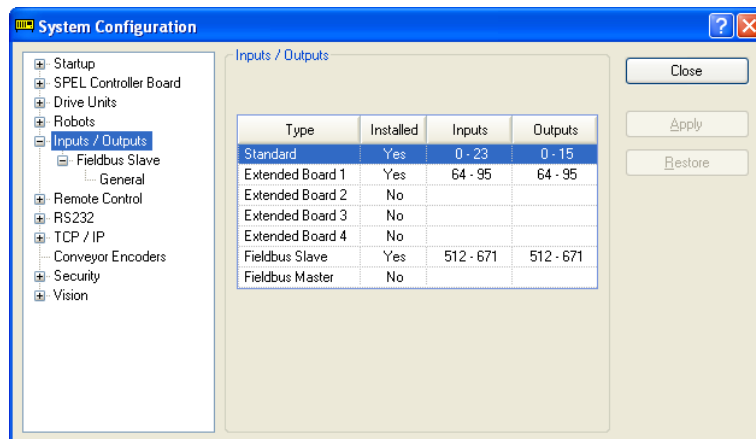 System Configuration
?
Startup
SPEL Controller Board
Drive Units
Robots
Inputs / Outputs
Fieldbus Slave
General
Remote Control
RS232
TCP / IP
Conveyor Encoders
Security
Vision
Inputs / Outputs
Type Installed Inputs Outputs
Standard Yes 0 - 23 0 - 15
Extended Board 1 Yes 64 - 95 64 - 95
Extended Board 2 No
Extended Board 3 No
Extended Board 4 No
Fieldbus Slave Yes 512 - 671 512 - 671
Fieldbus Master No
Close
Apply
Restore